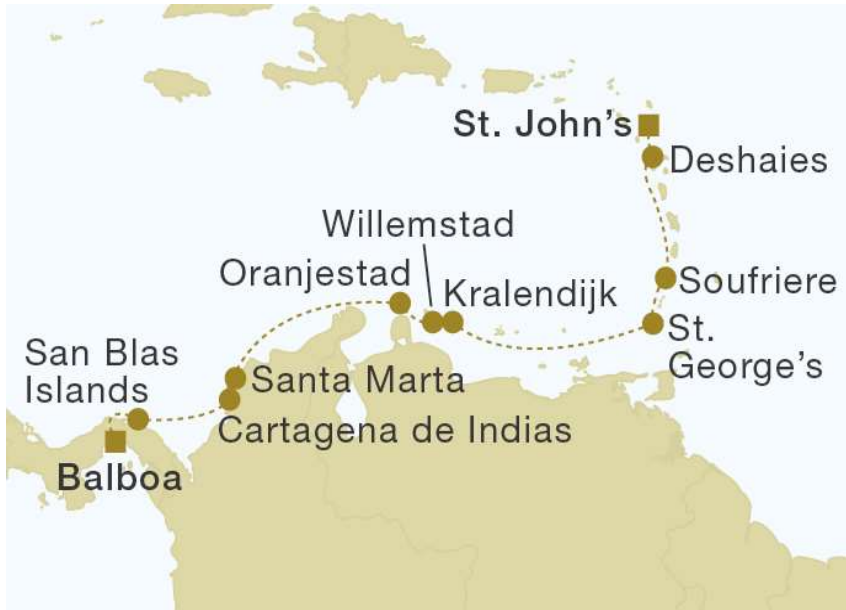 St. John's
Deshaies
Willemstad
Oranjestad
Kralendijk
Soufriere
St.
George's
San Blas
Islands
Santa Marta
Cartagena de Indias
Balboa